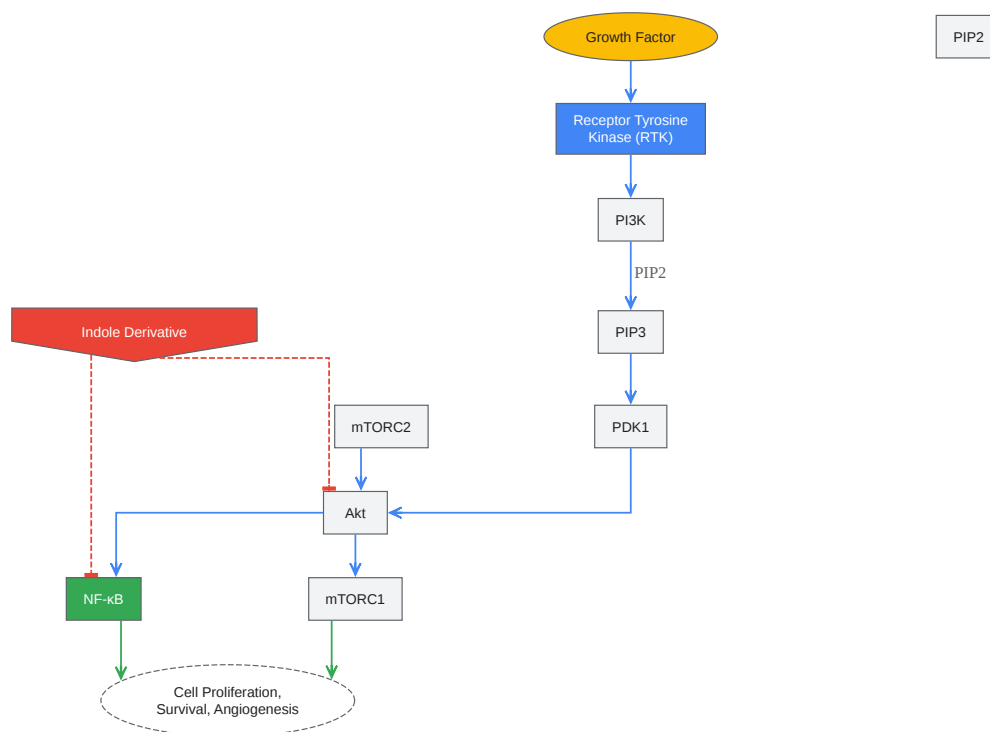 Growth Factor
PIP2
Receptor Tyrosine
Kinase (RTK)
PI3K
PIP2
PIP3
Indole Derivative
mTORC2
PDK1
Akt
NF-κB
mTORC1
Cell Proliferation,
Survival, Angiogenesis